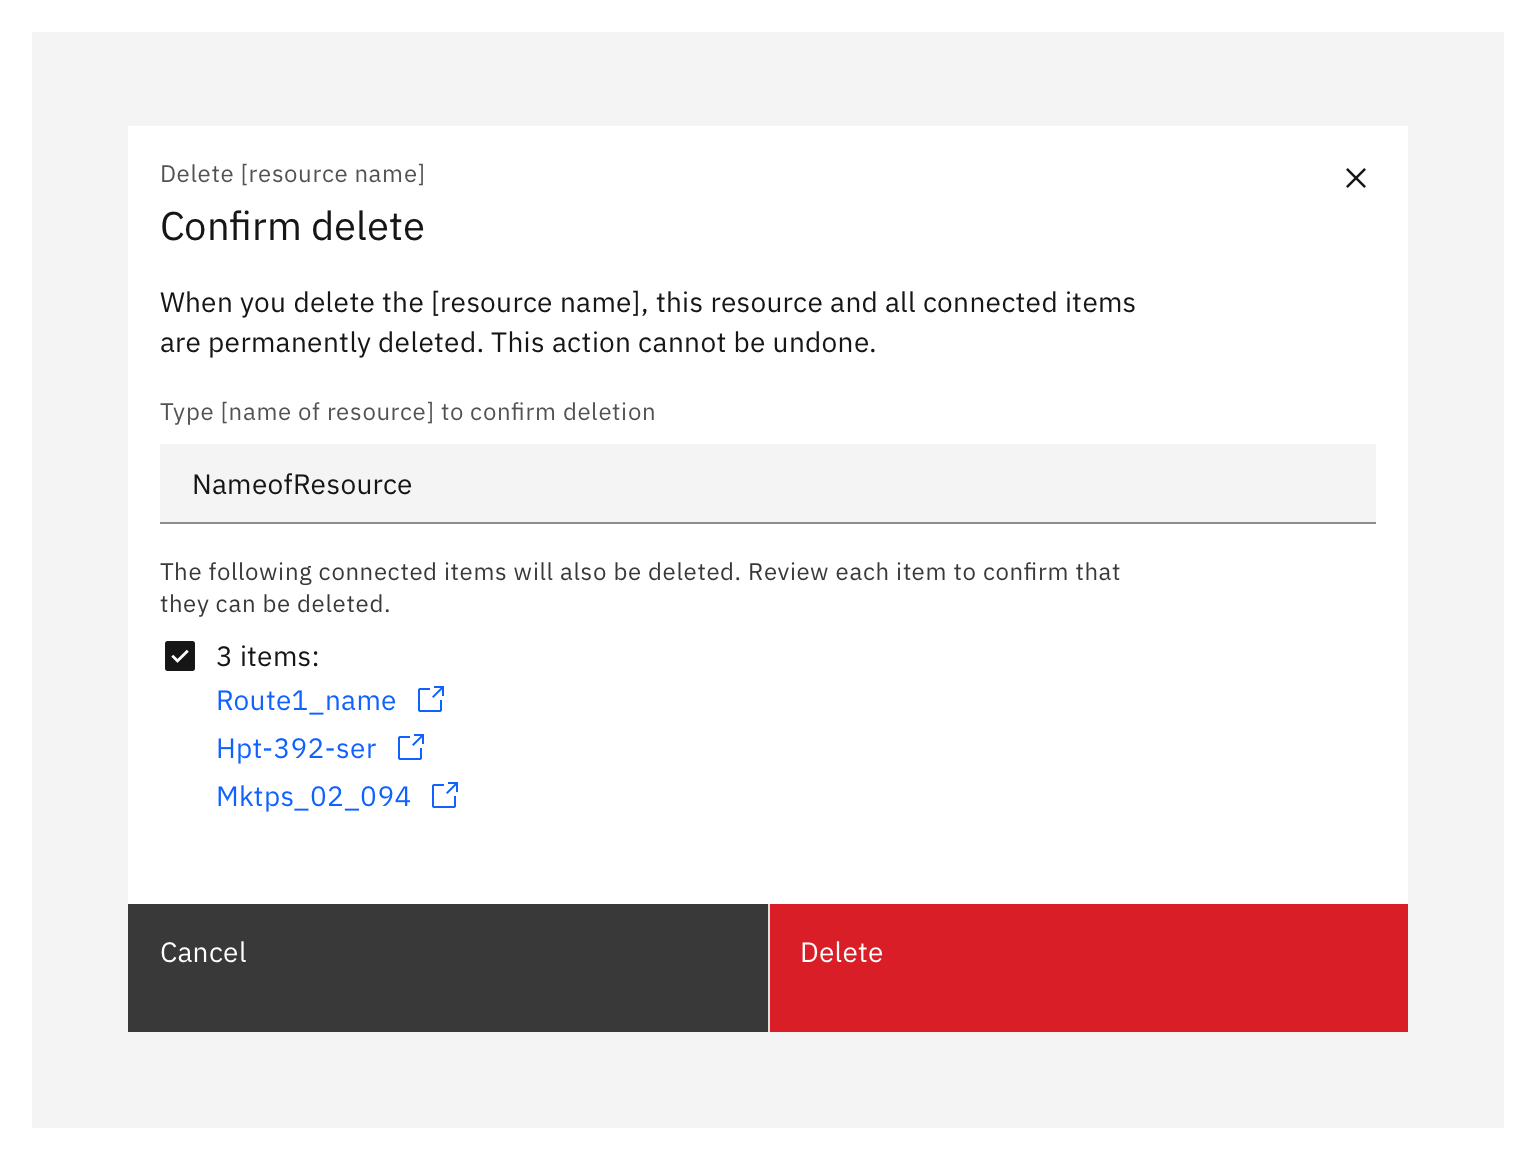 Delete [resource name]
Confirm delete
When you delete the [resource name], this resource and all connected items
are permanently deleted. This action cannot be undone.
Type [name of resource] to confirm deletion
NameofResource
The following connected items will also be deleted. Review each item to confirm that
they can be deleted.
3 items:
Route1_name
Hpt-392-ser
Mktps_02_094
Cancel
Delete